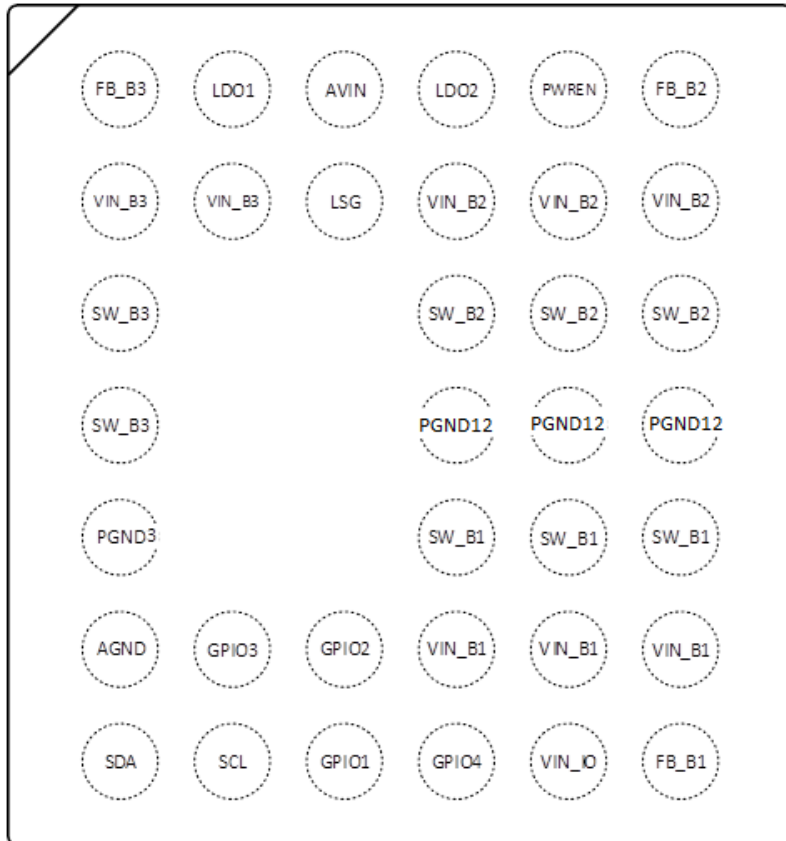 FB_B3 LDO1 AVIN LDO2 PWREN FB_B2
VIN_B3 VIN_B3 LSG VIN_B2 VIN_B2 VIN_B2
SW_B3 SW_B2 SW_B2 SW_B2
SW_B3 PGND12 PGND12 PGND12
PGND3 SW_B1 SW_B1 SW_B1
AGND GPIO3 GPIO2 VIN_B1 VIN_B1 VIN_B1
SDA SCL GPIO1 GPIO4 VIN_IO FB_B1